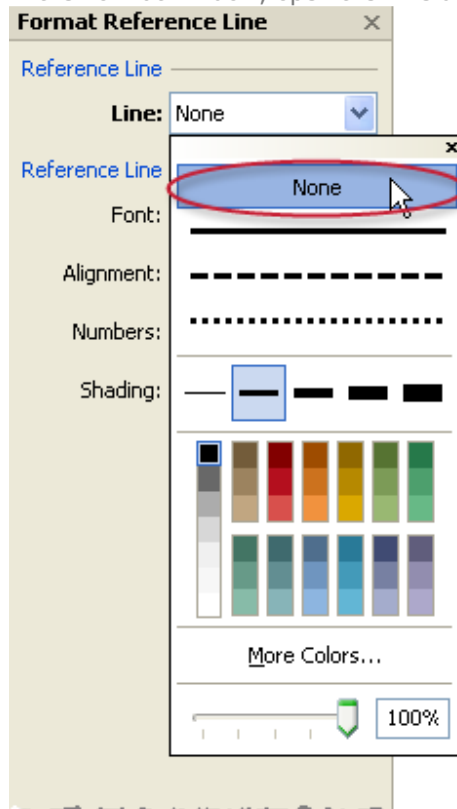 Format Reference Line
Reference Line
Line: None
Reference Line
None
Font:
Alignment:
Numbers:
Shading:
More Colors...
100%